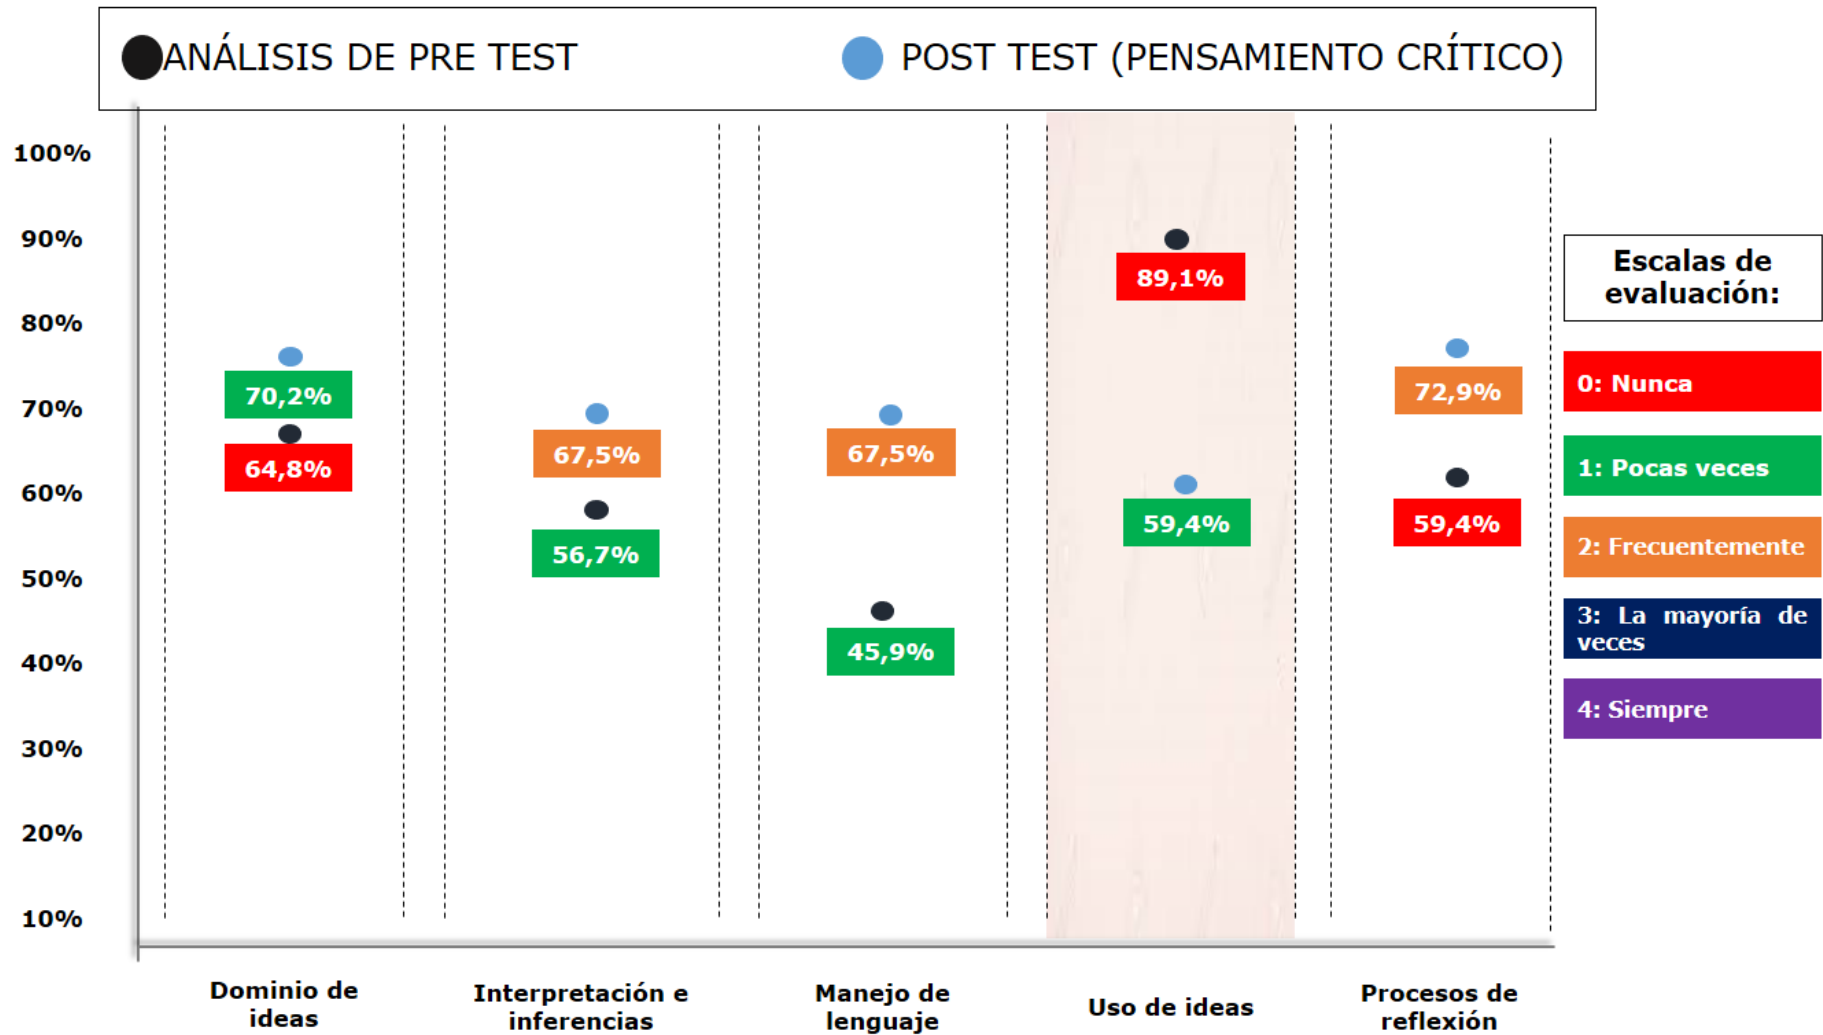 ANÁLISIS DE PRE TEST
POST TEST (PENSAMIENTO CRÍTICO)
100%
90%
80%
70%
60%
50%
40%
30%
20%
10%
70,2%
64,8%
67,5%
56,7%
67,5%
45,9%
89,1%
59,4%
72,9%
59,4%
Dominio de
ideas
Interpretación e
inferencias
Manejo de
lenguaje
Uso de ideas
Procesos de
reflexión
Escalas de
evaluación:
0: Nunca
1: Pocas veces
2: Frecuentemente
3: La mayoría de
veces
4: Siempre